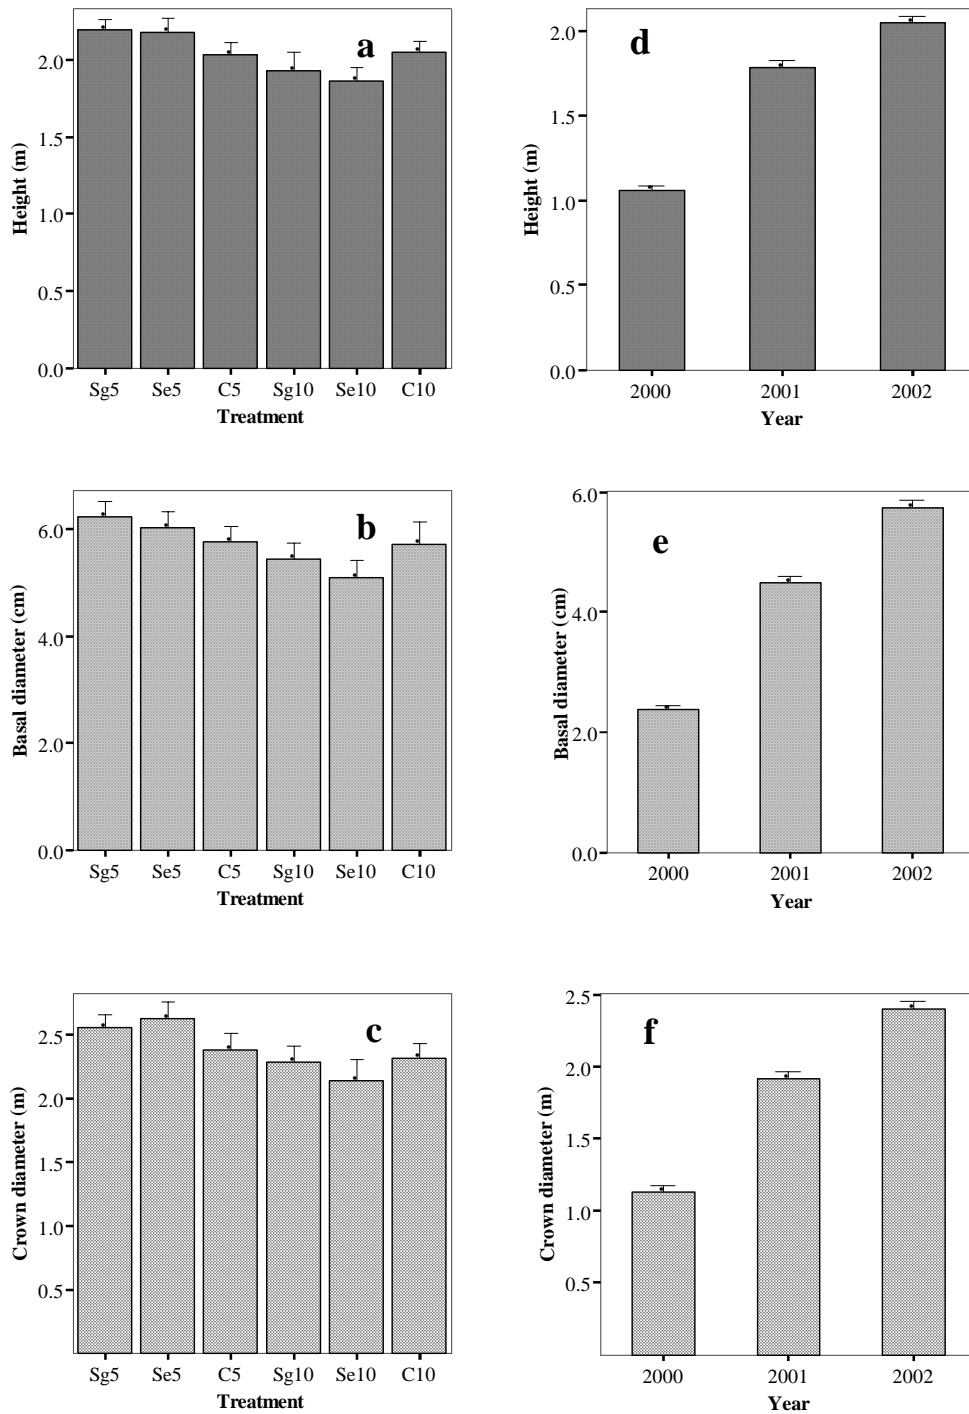 a
Height (m)
2.0
1.5
1.0
0.5
0.0
Sg5 Se5 C5 Sg10 Se10 C10
Treatment
d
Height (m)
2.0
1.5
1.0
0.5
0.0
2000 2001 2002
Year
b
Basal diameter (cm)
6.0
4.0
2.0
0.0
Sg5 Se5 C5 Sg10 Se10 C10
Treatment
e
Basal diameter (cm)
6.0
4.0
2.0
0.0
2000 2001 2002
Year
c
Crown diameter (m)
2.5
2.0
1.5
1.0
0.5
Sg5 Se5 C5 Sg10 Se10 C10
Treatment
f
Crown diameter (m)
2.5
2.0
1.5
1.0
0.5
2000 2001 2002
Year